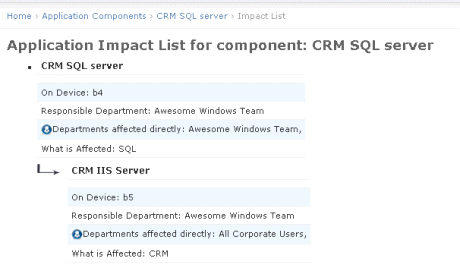 Home › Application Components › CRM SQL server › Impact List
Application Impact List for component: CRM SQL server
CRM SQL server
On Device: b4
Responsible Department: Awesome Windows Team
Departments affected directly: Awesome Windows Team,
What is Affected: SQL
CRM IIS Server
On Device: b5
Responsible Department: Awesome Windows Team
Departments affected directly: All Corporate Users,
What is Affected: CRM